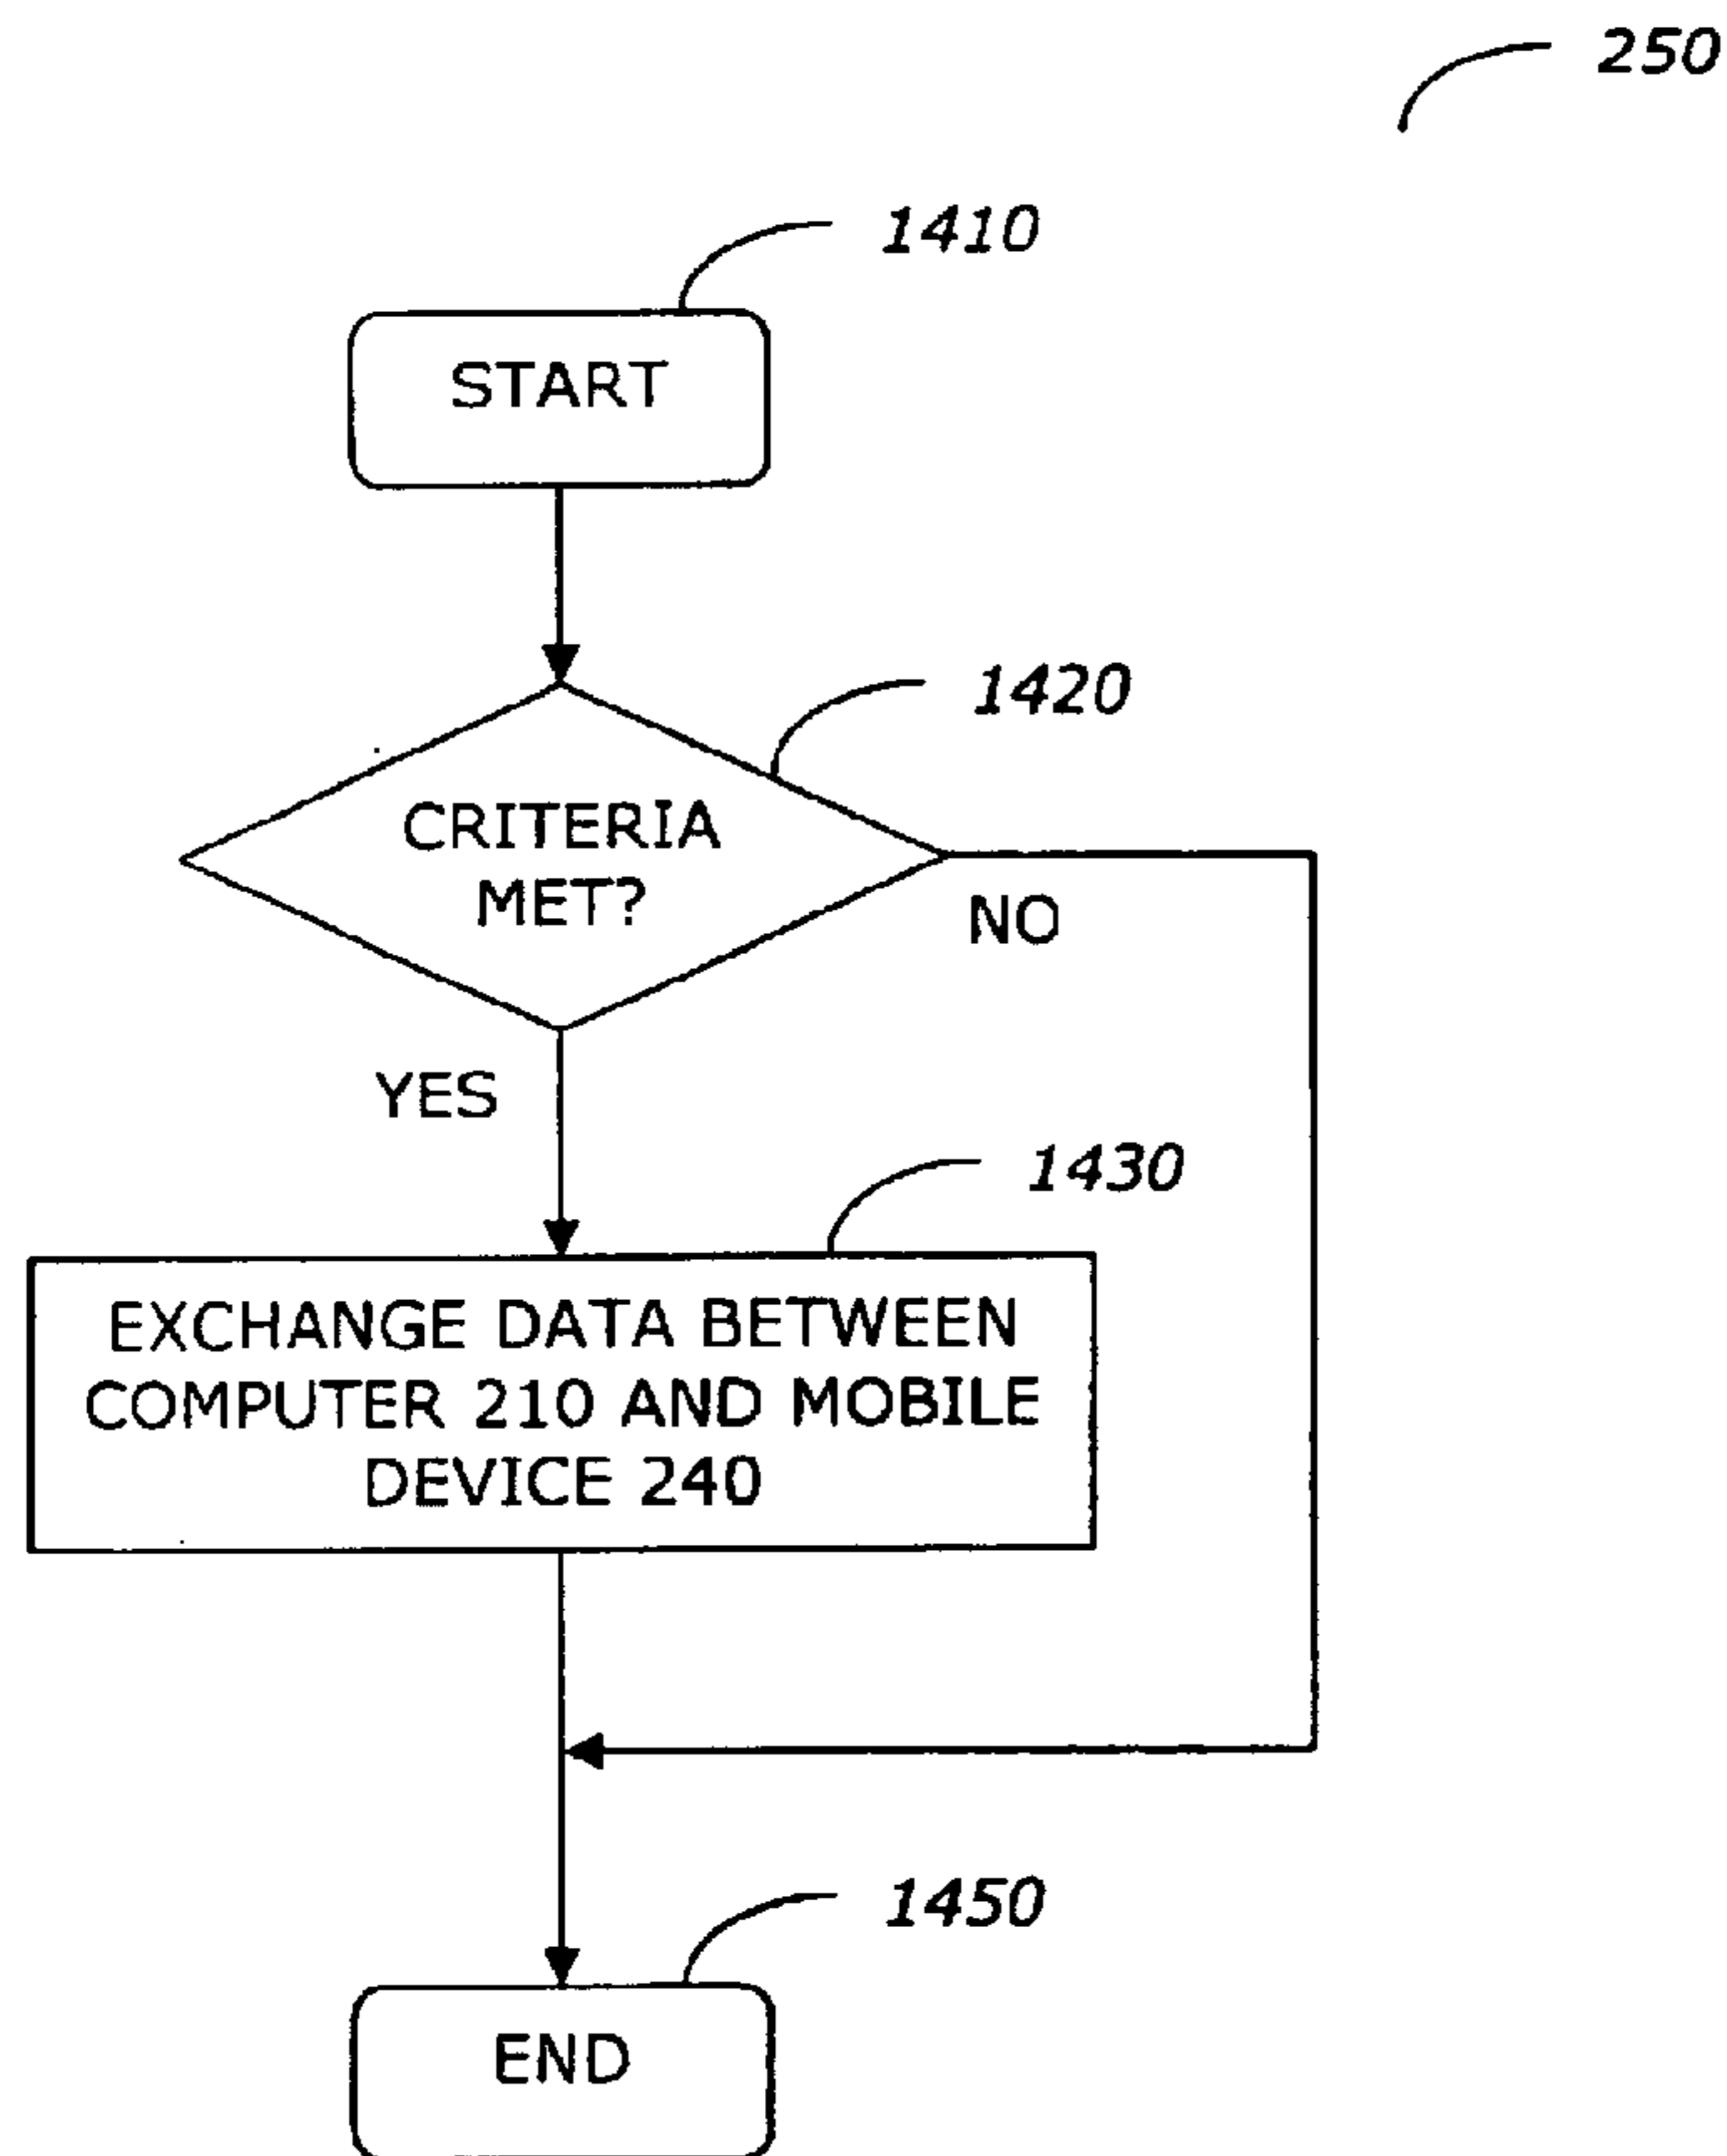 250
1410
START
1420
CRITERIA
MET?
NO
YES
1430
EXCHANGE DATA BETWEEN
COMPUTER 210 AND MOBILE
DEVICE 240
1450
END